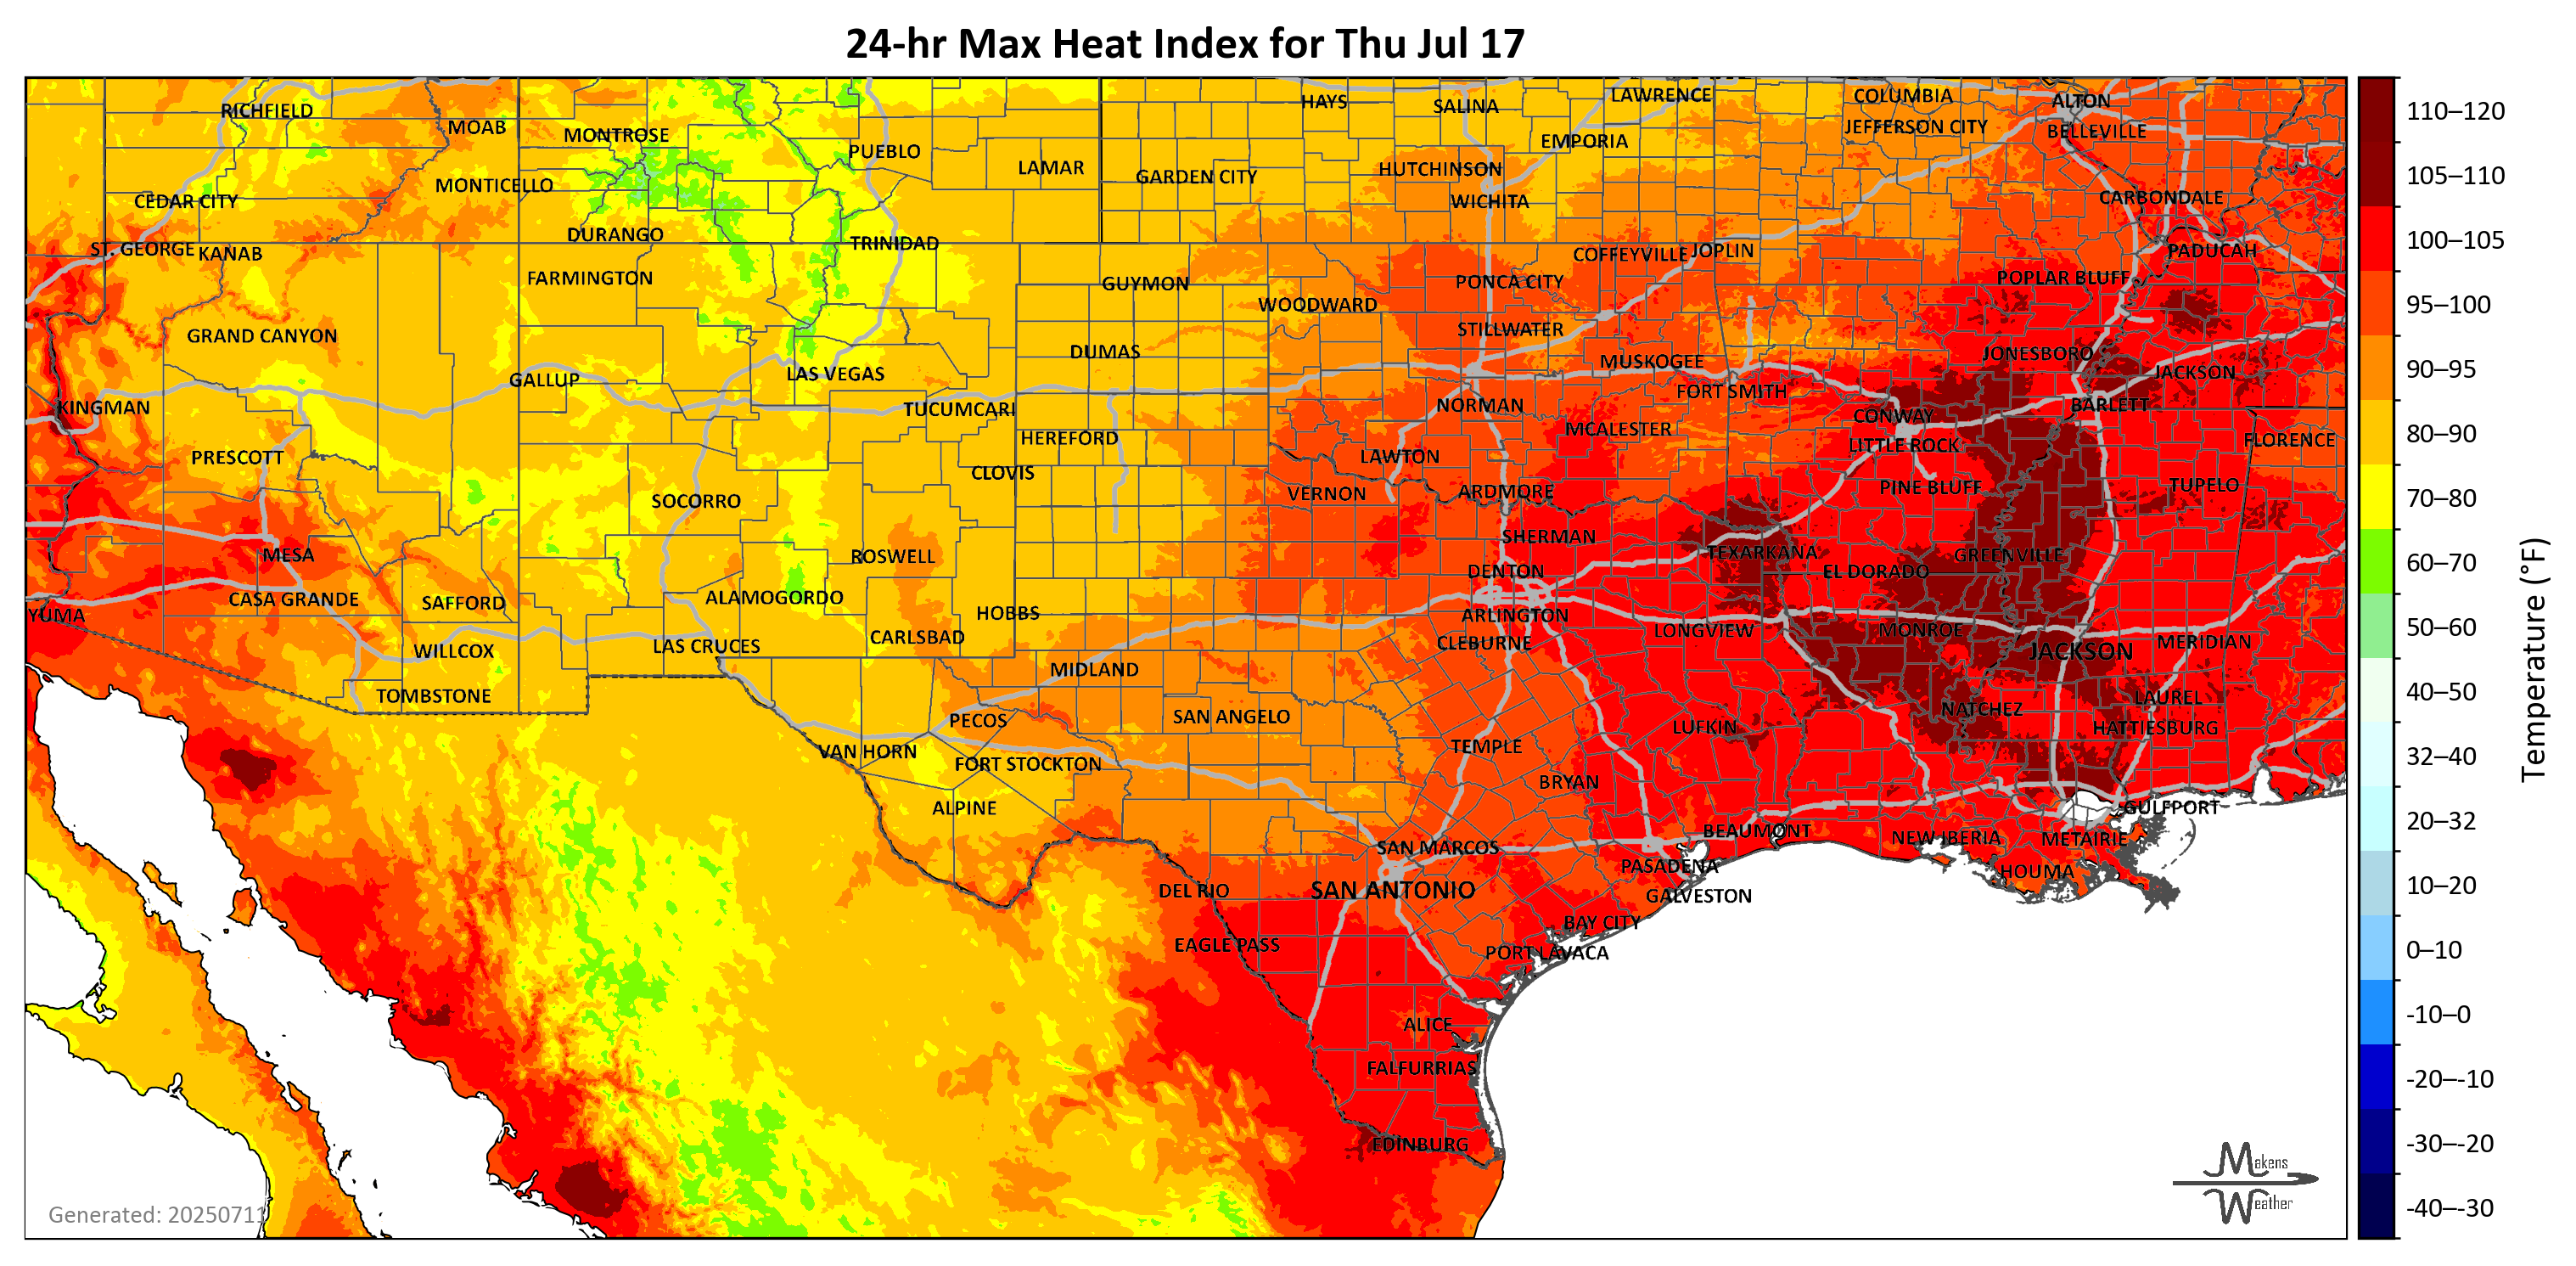 24-hr Max Heat Index for Thu Jul 17
RICHFIELD
MOAB
MONTROSE
PUEBLO
LAMAR
HAYS
SALINA
LAWRENCE
COLUMBIA
ALTON
EMPORIA
JEFFERSON CITY
BELLEVILLE
CEDAR CITY
MONTICELLO
GARDEN CITY
HUTCHINSON
WICHITA
CARBONDALE
ST. GEORGE
KANAB
DURANGO
TRINIDAD
COFFEYVILLE
JOPLIN
PADUCAH
FARMINGTON
GUYMON
WOODWARD
PONCA CITY
POPLAR BLUFF
GRAND CANYON
DUMAS
STILLWATER
MUSKOGEE
JONESBORO
JACKSON
GALLUP
LAS VEGAS
FORT SMITH
KINGMAN
TUCUMCARI
NORMAN
CONWAY
BARLETT
PRESCOTT
HEREFORD
MCALESTER
LITTLE ROCK
FLORENCE
CLOVIS
LAWTON
PINE BLUFF
TUPELO
SOCORRO
VERNON
ARDMORE
MESA
ROSWELL
SHERMAN
TEXARKANA
GREENVILLE
DENTON
EL DORADO
CASA GRANDE
SAFFORD
ALAMOGORDO
HOBBS
ARLINGTON
YUMA
WILLCOX
LAS CRUCES
CARLSBAD
CLEBURNE
LONGVIEW
MONROE
JACKSON
MERIDIAN
TOMBSTONE
MIDLAND
LAUREL
PECOS
SAN ANGELO
LUFKIN
NATCHEZ
HATTIESBURG
VAN HORN
FORT STOCKTON
TEMPLE
BRYAN
ALPINE
GULFPORT
SAN MARCOS
BEAUMONT
NEW IBERIA
METAIRIE
DEL RIO
SAN ANTONIO
PASADENA
HOUMA
GALVESTON
EAGLE PASS
BAY CITY
PORT LAVACA
ALICE
FALFURRIAS
EDINBURG
Generated: 20250711
Makens
Weather
110–120
105–110
100–105
95–100
90–95
80–90
70–80
60–70
50–60
40–50
32–40
20–32
10–20
0–10
-10–0
-20–-10
-30–-20
-40–-30
Temperature (°F)